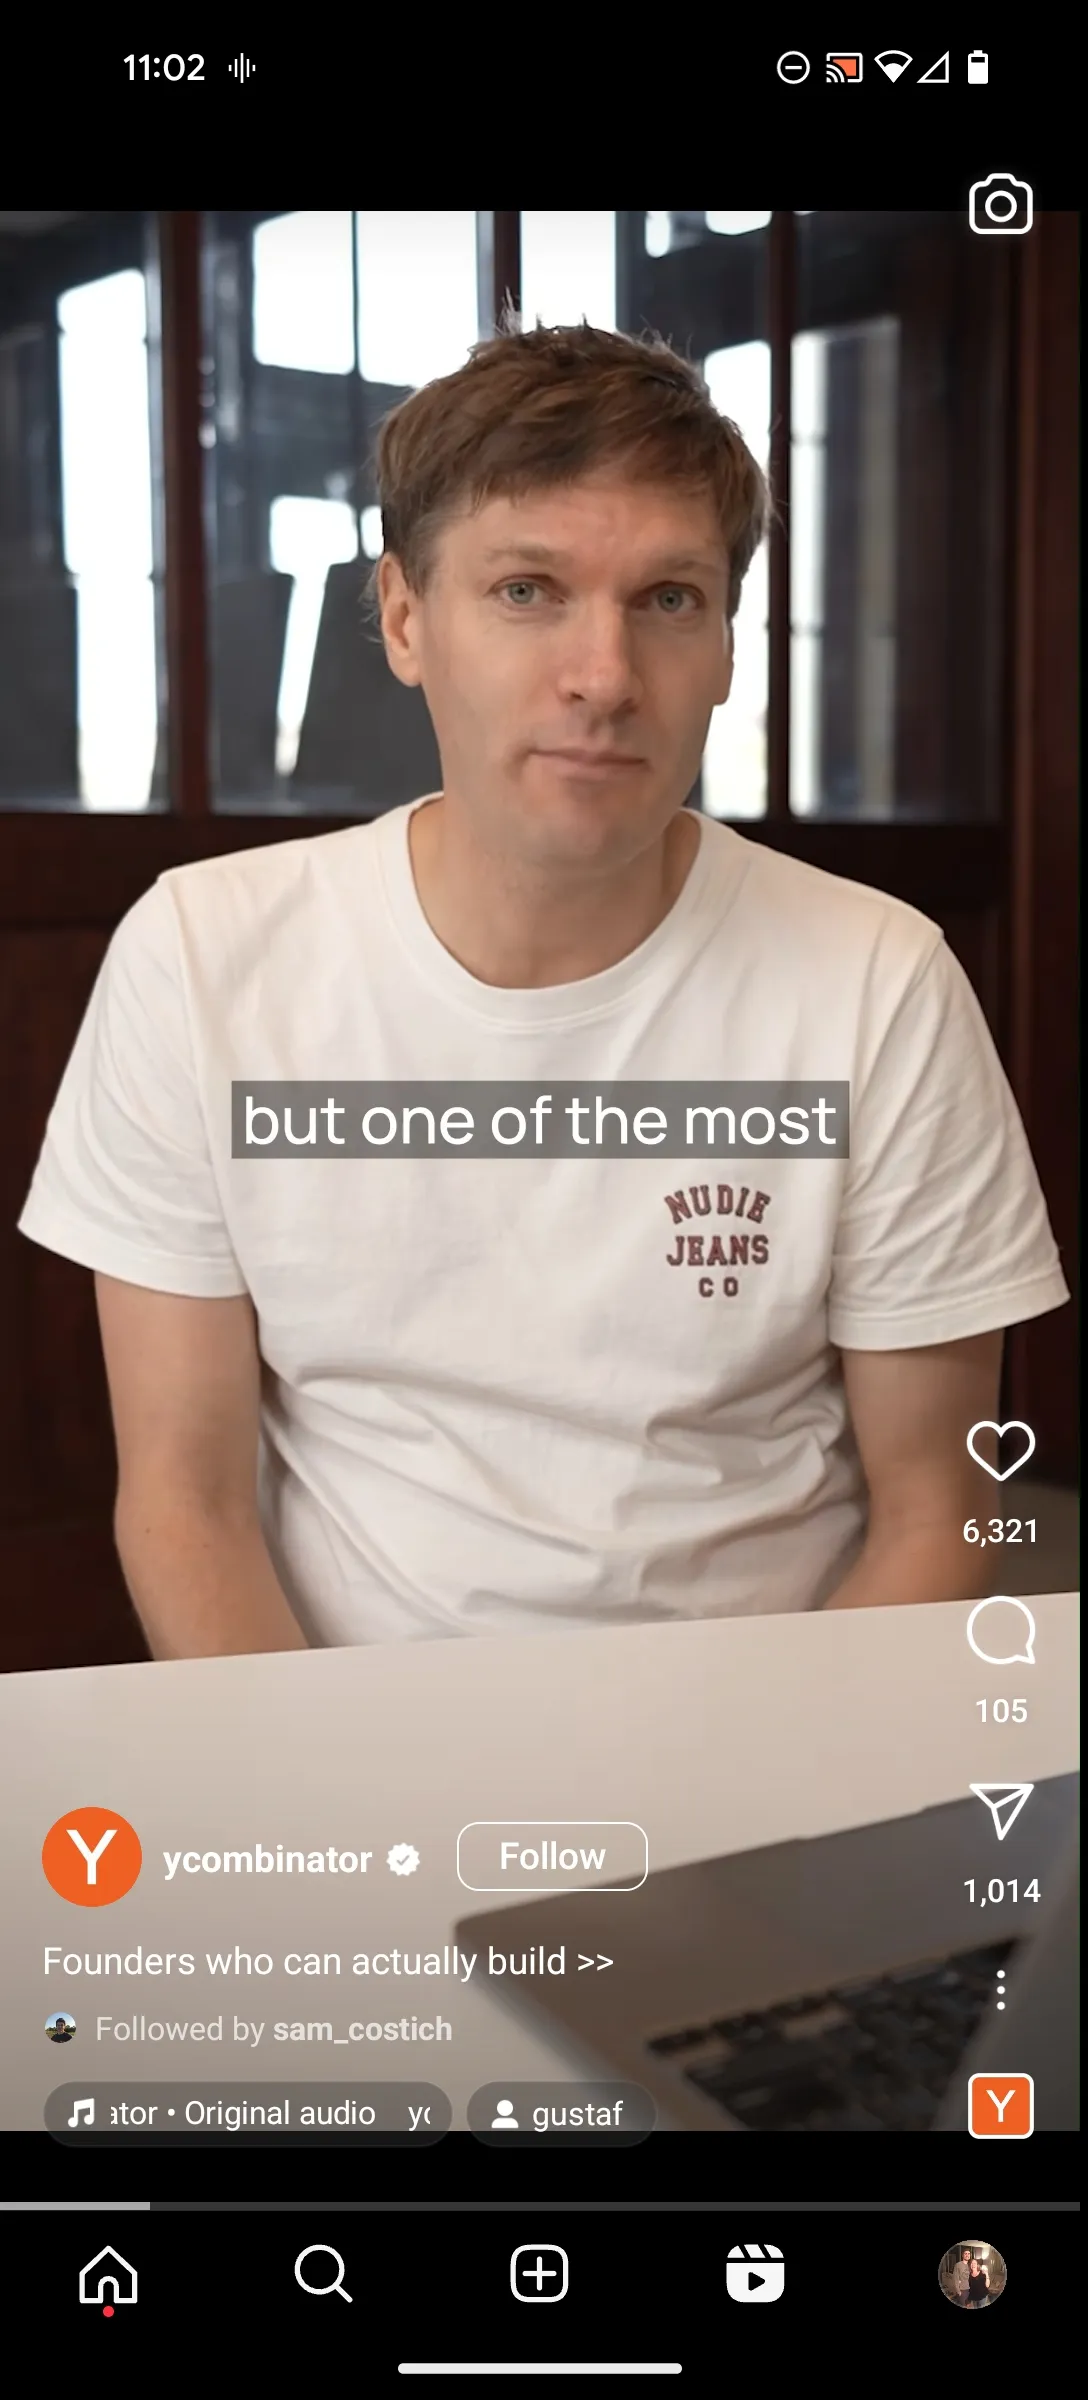 11:02
but one of the most
NUDIE
JEANS
CO
6,321
105
1,014
Y ycombinator Follow
Founders who can actually build >>
Followed by sam_costich
ator • Original audio yc
gustaf
Y